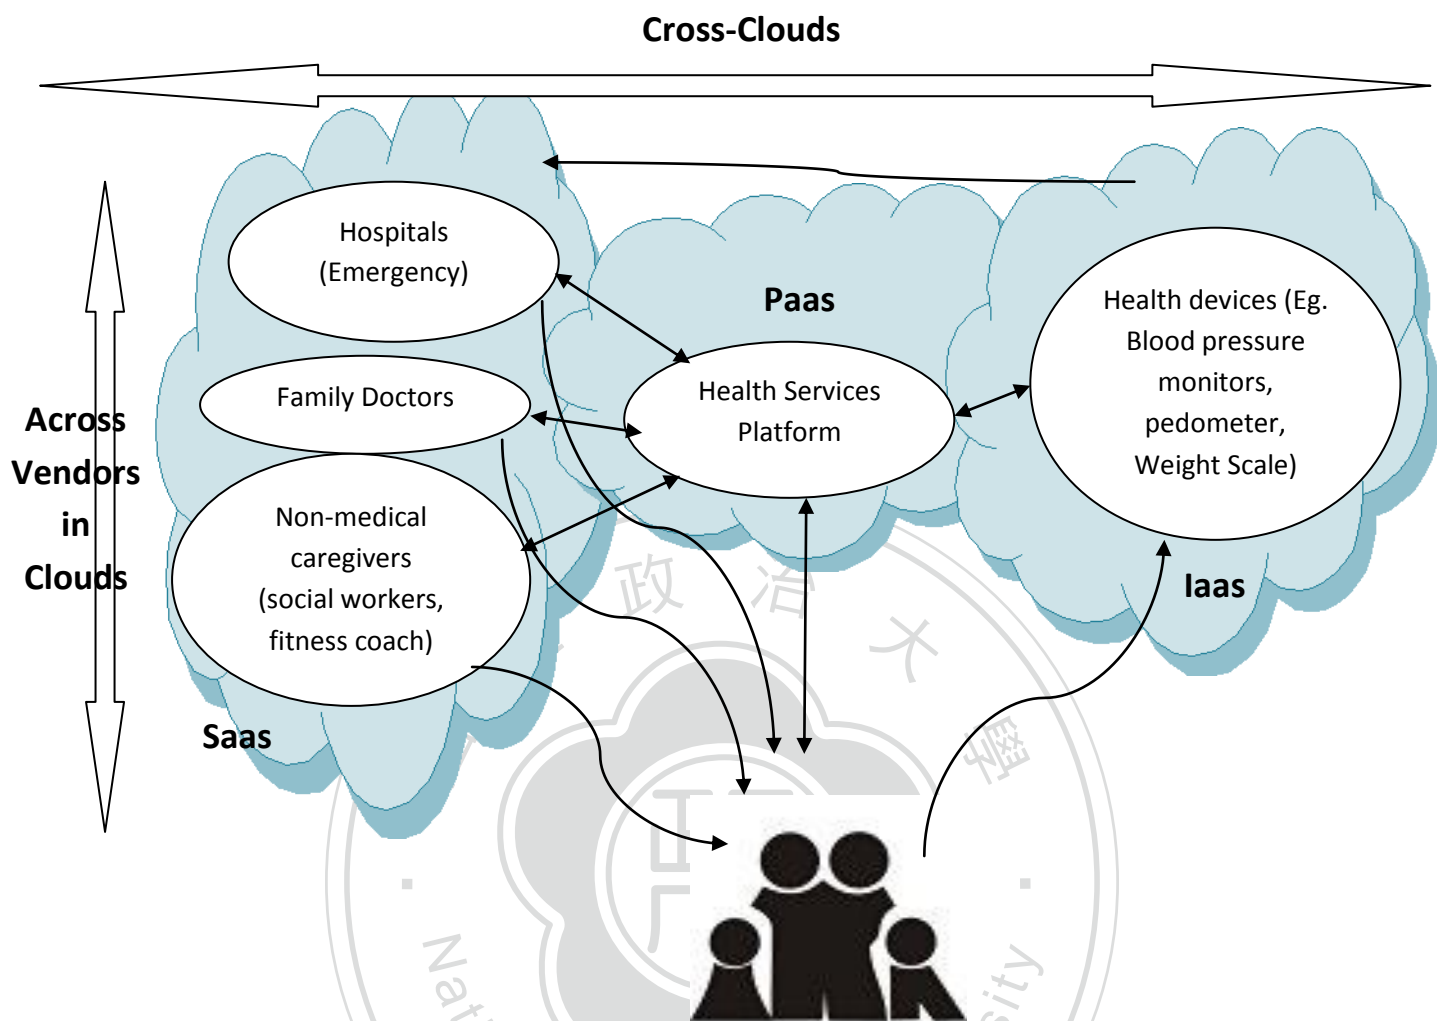 Cross-Clouds
Hospitals
(Emergency)
Family Doctors
Across
Vendors
in
Clouds
Non-medical
caregivers
(social workers,
fitness coach)
Saas
Paas
Health Services
Platform
Health devices (Eg.
Blood pressure
monitors,
pedometer,
Weight Scale)
Iaas
政 治 大 學
Nat
sity